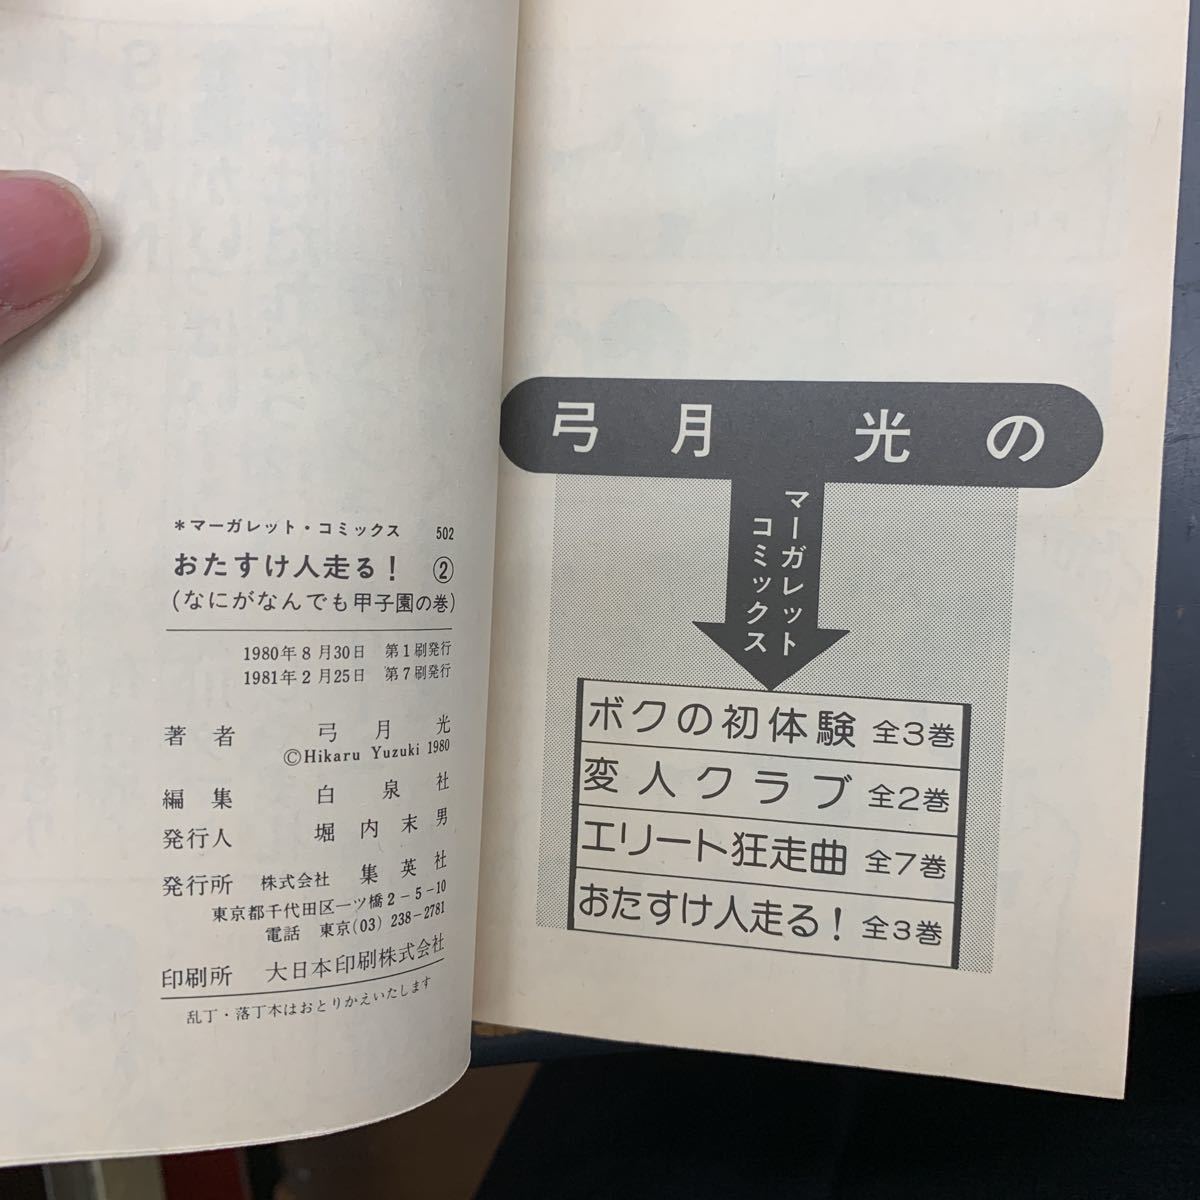 *マーガレット・コミックス 502
おたすけ人走る! ②
(なにがなんでも甲子園の巻)
1980年8月30日 第1刷発行
1981年2月25日 第7刷発行
著者 弓月光
©Hikaru Yuzuki 1980
編集 白泉社
発行人 堀内末男
発行所 株式会社 集英社
東京都千代田区一ツ橋2-5-10
電話 東京(03)238-2781
印刷所 大日本印刷株式会社
乱丁・落丁本はおとりかえいたします
弓月 光の
マーガレット
コミックス
ボクの初体験 全3巻
変人クラブ 全2巻
エリート狂走曲 全7巻
おたすけ人走る! 全3巻